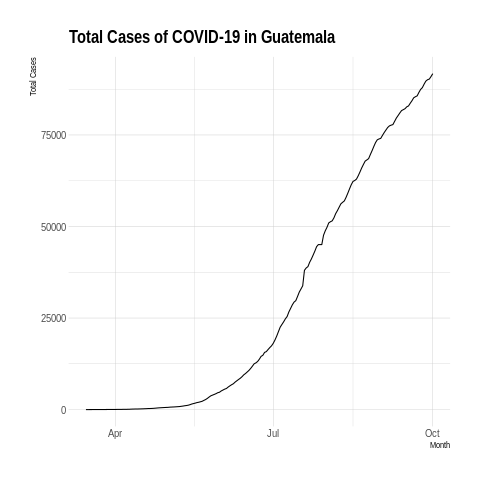 Total Cases of COVID-19 in Guatemala
Total Cases
75000
50000
25000
0
Apr
Jul
Oct
Month